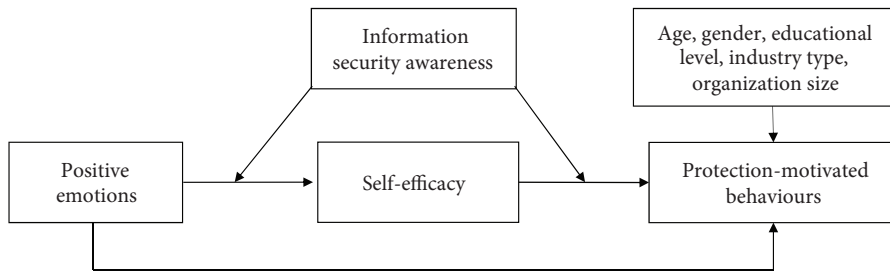 Information
security awareness
Age, gender, educational
level, industry type,
organization size
Positive
emotions
Self-efficacy
Protection-motivated
behaviours